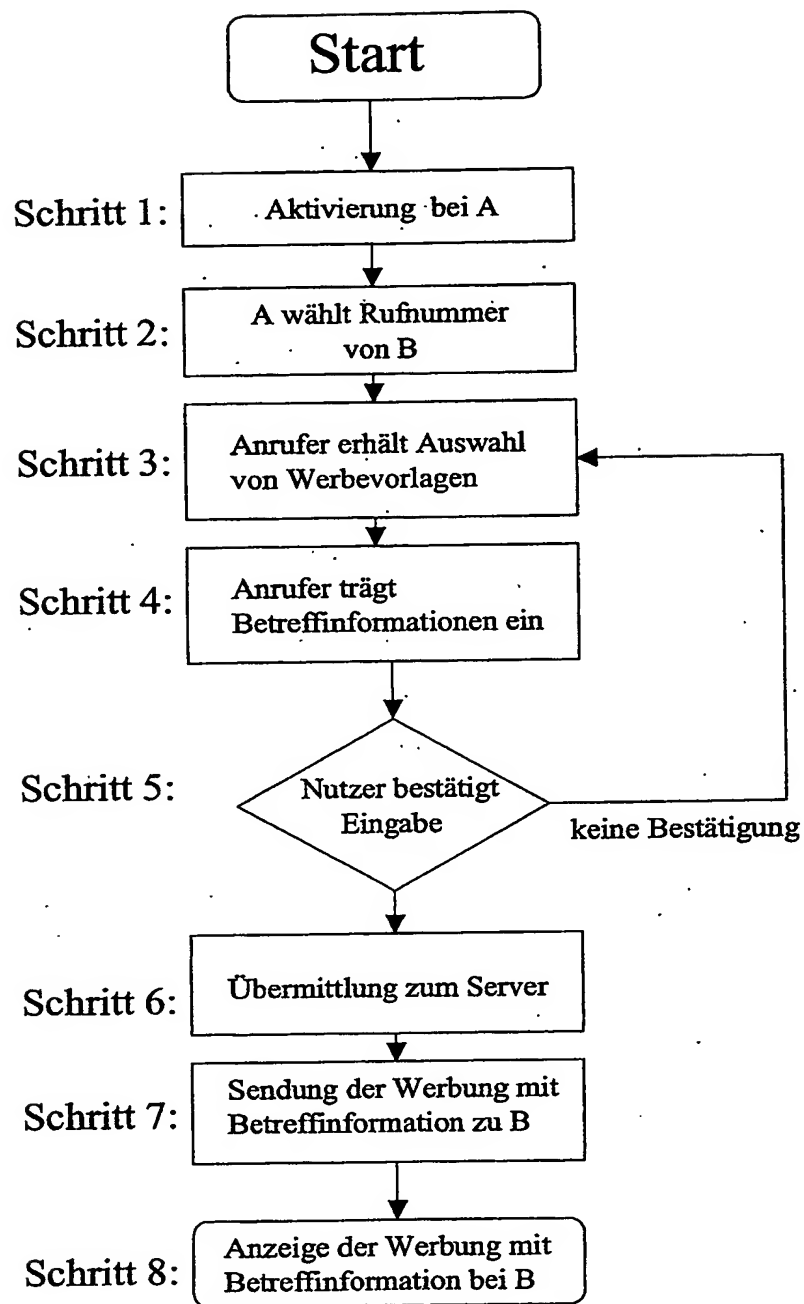 Start
Schritt 1:
Aktivierung bei A
Schritt 2:
A wählt Rufnummer
von B
Schritt 3:
Anrufer erhält Auswahl
von Werbevorlagen
Schritt 4:
Anrufer trägt
Betreffinformationen ein
Schritt 5:
Nutzer bestätigt
Eingabe
keine Bestätigung
Schritt 6:
Übermittlung zum Server
Schritt 7:
Sendung der Werbung mit
Betreffinformation zu B
Schritt 8:
Anzeige der Werbung mit
Betreffinformation bei B